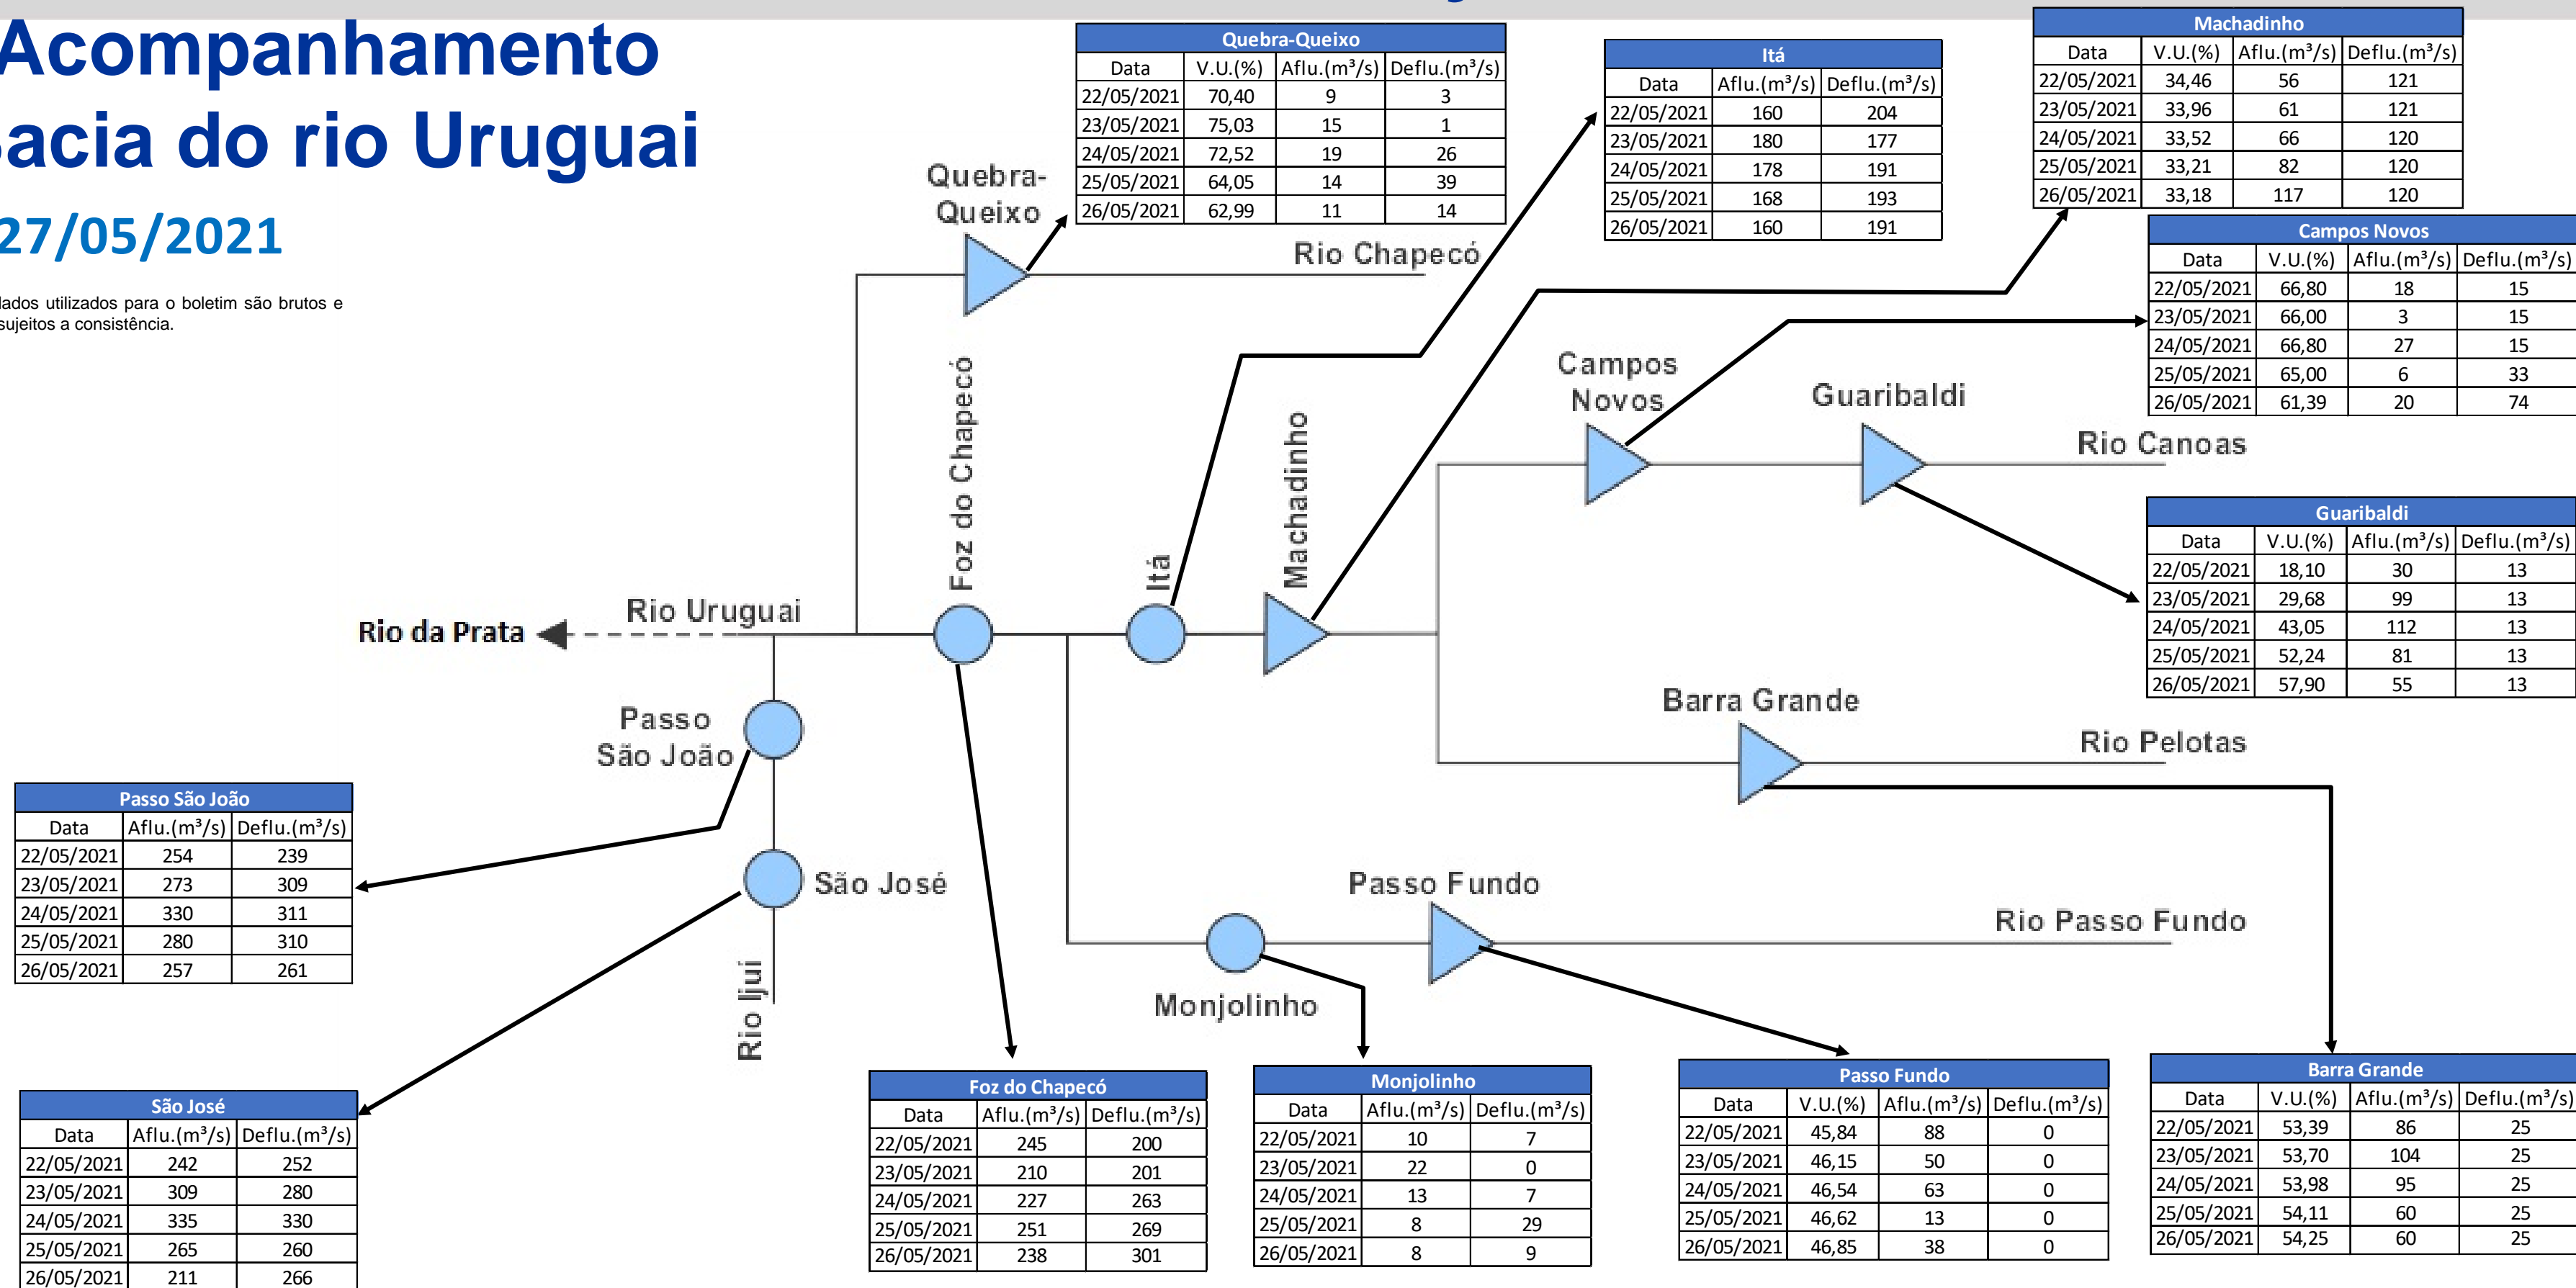 Acompanhamento
acia do rio Uruguai
27/05/2021
dados utilizados para o boletim são brutos e
sujeitos a consistência.
Quebra-Queixo
Data V.U.(%) Aflu.(m³/s) Deflu.(m³/s)
22/05/2021 70,40 9 3
23/05/2021 75,03 15 1
24/05/2021 72,52 19 26
25/05/2021 64,05 14 39
26/05/2021 62,99 11 14
Itá
Data Aflu.(m³/s) Deflu.(m³/s)
22/05/2021 160 204
23/05/2021 180 177
24/05/2021 178 191
25/05/2021 168 193
26/05/2021 160 191
Machadinho
Data V.U.(%) Aflu.(m³/s) Deflu.(m³/s)
22/05/2021 34,46 56 121
23/05/2021 33,96 61 121
24/05/2021 33,52 66 120
25/05/2021 33,21 82 120
26/05/2021 33,18 117 120
Campos Novos
Data V.U.(%) Aflu.(m³/s) Deflu.(m³/s)
22/05/2021 66,80 18 15
23/05/2021 66,00 3 15
24/05/2021 66,80 27 15
25/05/2021 65,00 6 33
26/05/2021 61,39 20 74
Quebra-
Queixo
Rio Chapecó
Foz do Chapecó
Itá
Machadinho
Campos
Novos
Guaribaldi
Rio Canoas
Guaribaldi
Data V.U.(%) Aflu.(m³/s) Deflu.(m³/s)
22/05/2021 18,10 30 13
23/05/2021 29,68 99 13
24/05/2021 43,05 112 13
25/05/2021 52,24 81 13
26/05/2021 57,90 55 13
Rio da Prata
Rio Uruguai
Barra Grande
Rio Pelotas
Passo
São João
São José
Rio Ijuí
Passo Fundo
Rio Passo Fundo
Monjolinho
Passo São João
Data Aflu.(m³/s) Deflu.(m³/s)
22/05/2021 254 239
23/05/2021 273 309
24/05/2021 330 311
25/05/2021 280 310
26/05/2021 257 261
São José
Data Aflu.(m³/s) Deflu.(m³/s)
22/05/2021 242 252
23/05/2021 309 280
24/05/2021 335 330
25/05/2021 265 260
26/05/2021 211 266
Foz do Chapecó
Data Aflu.(m³/s) Deflu.(m³/s)
22/05/2021 245 200
23/05/2021 210 201
24/05/2021 227 263
25/05/2021 251 269
26/05/2021 238 301
Monjolinho
Data Aflu.(m³/s) Deflu.(m³/s)
22/05/2021 10 7
23/05/2021 22 0
24/05/2021 13 7
25/05/2021 8 29
26/05/2021 8 9
Passo Fundo
Data V.U.(%) Aflu.(m³/s) Deflu.(m³/s)
22/05/2021 45,84 88 0
23/05/2021 46,15 50 0
24/05/2021 46,54 63 0
25/05/2021 46,62 13 0
26/05/2021 46,85 38 0
Barra Grande
Data V.U.(%) Aflu.(m³/s) Deflu.(m³/s)
22/05/2021 53,39 86 25
23/05/2021 53,70 104 25
24/05/2021 53,98 95 25
25/05/2021 54,11 60 25
26/05/2021 54,25 60 25